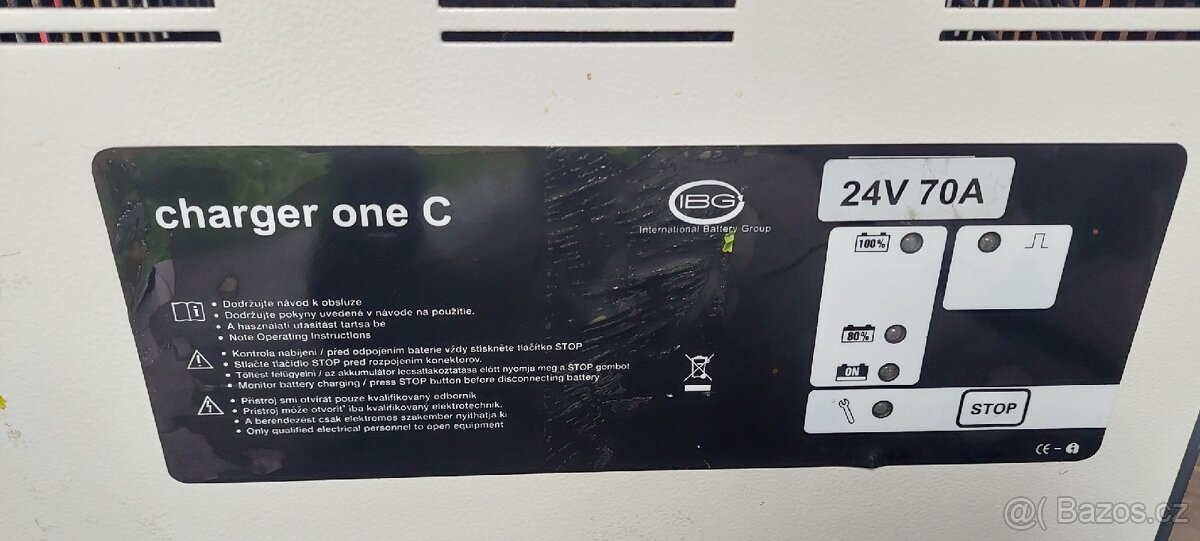 charger one C
IBG
International Battery Group
24V 70A
100%
80%
ON
STOP
• Dodržujte návod k obsluze
• Dodržujte pokyny uvedené v návode na použitie.
• A használati utasítást tartsa be
• Note Operating Instructions
• Kontrola nabíjení / před odpojením baterie vždy stiskněte tlačítko STOP
• Stlačte tlačidlo STOP pred rozpojením konektorov.
• Töltést felügyelni / az akkumulátor lecsatlakoztatása előtt nyomja meg a STOP gombot
• Monitor battery charging / press STOP button before disconnecting battery
• Přístroj smí otvírat pouze kvalifikovaný odborník
• Prístroj môže otvoriť iba kvalifikovaný elektrotechnik.
• A berendezést csak elektromos szakember nyithatja ki
• Only qualified electrical personnel to open equipment
CE –
@( Bazoš.cz